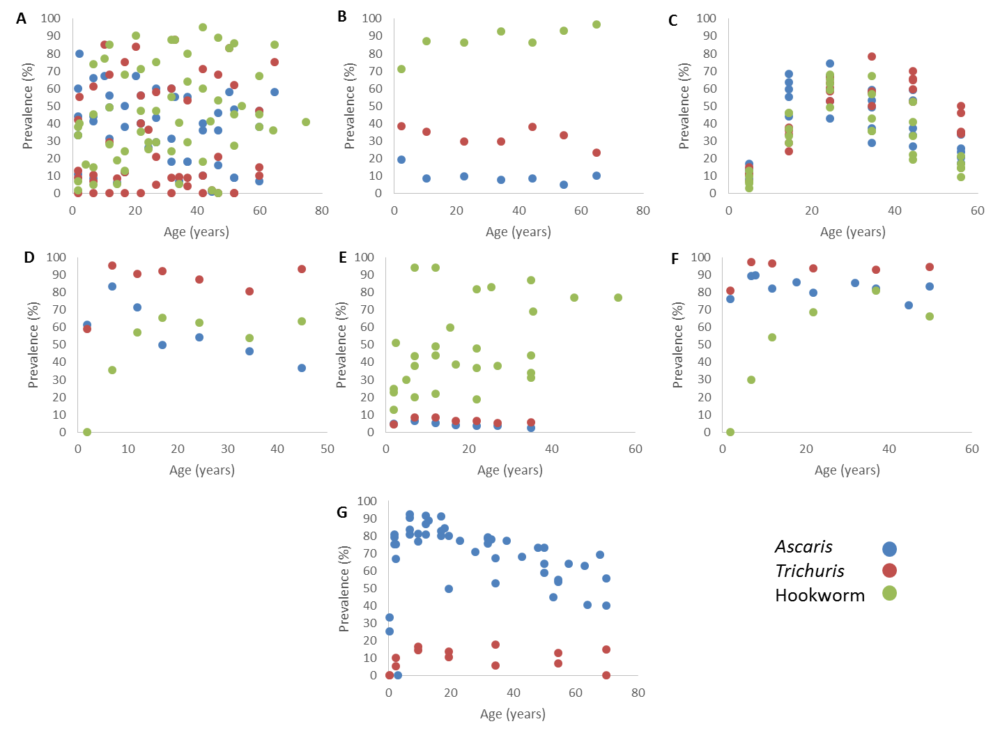 A
Prevalence (%)
100
90
80
70
60
50
40
30
20
10
0
0 20 40 60 80
Age (years)
B
Prevalence (%)
100
90
80
70
60
50
40
30
20
10
0
0 20 40 60 80
Age (years)
C
Prevalence (%)
100
90
80
70
60
50
40
30
20
10
0
0 20 40 60
Age (years)
D
Prevalence (%)
100
90
80
70
60
50
40
30
20
10
0
0 10 20 30 40 50
Age (years)
E
Prevalence (%)
100
90
80
70
60
50
40
30
20
10
0
0 20 40 60
Age (years)
F
Prevalence (%)
100
90
80
70
60
50
40
30
20
10
0
0 20 40 60
Age (years)
G
Prevalence (%)
100
90
80
70
60
50
40
30
20
10
0
0 20 40 60 80
Age (years)
Ascaris
Trichuris
Hookworm